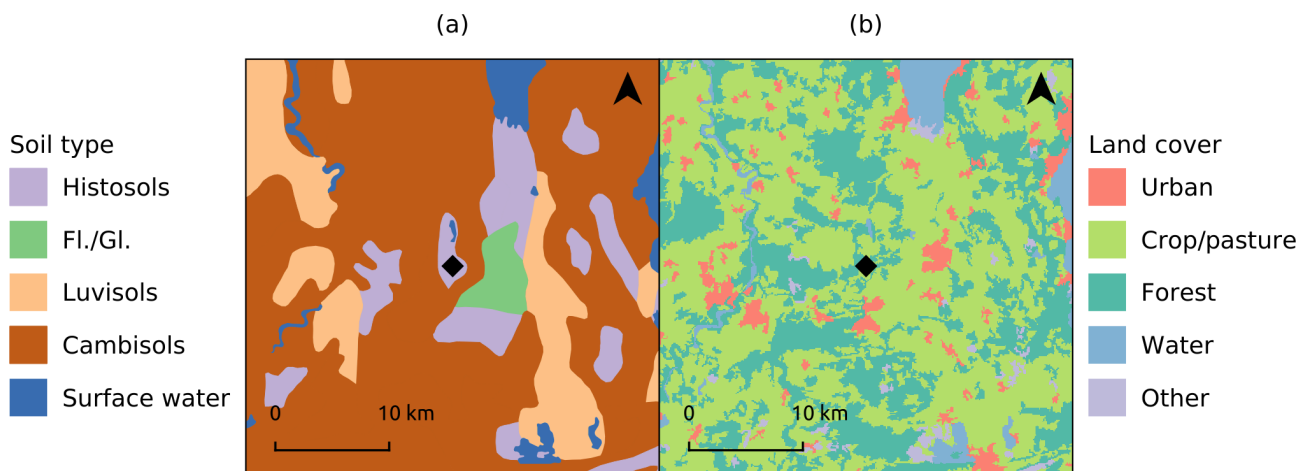 (a)
(b)
Soil type
Histosols
Fl./Gl.
Luvisols
Cambisols
Surface water
0 10 km
0 10 km
Land cover
Urban
Crop/pasture
Forest
Water
Other